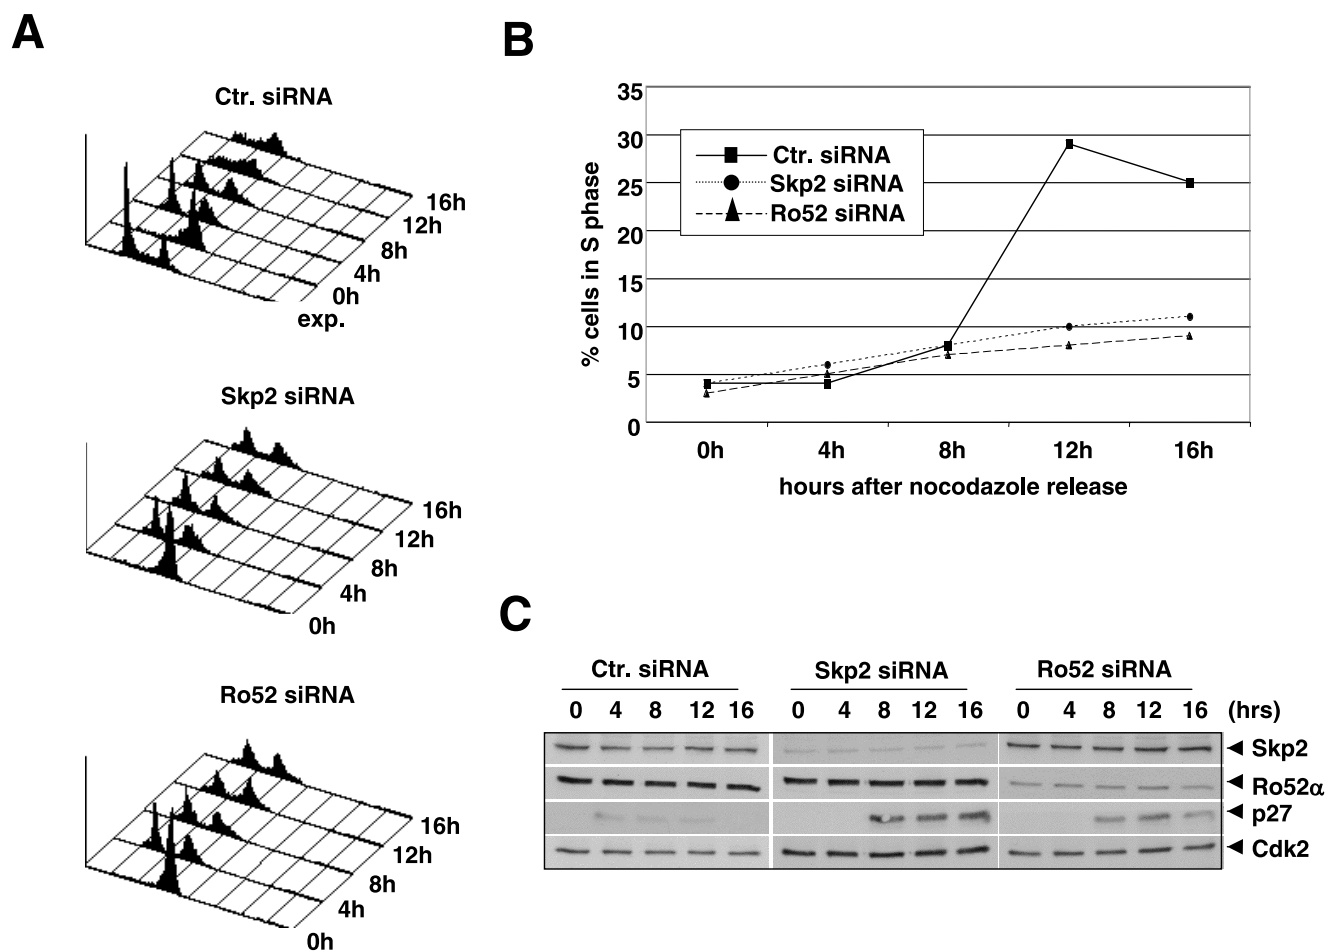 A
Ctr. siRNA
16h
12h
8h
4h
0h
exp.
Skp2 siRNA
16h
12h
8h
4h
0h
Ro52 siRNA
16h
12h
8h
4h
0h
B
% cells in S phase
35
30
25
20
15
10
5
0
Ctr. siRNA
Skp2 siRNA
Ro52 siRNA
0h 4h 8h 12h 16h
hours after nocodazole release
C
Ctr. siRNA Skp2 siRNA Ro52 siRNA
0 4 8 12 16 0 4 8 12 16 0 4 8 12 16 (hrs)
Skp2
Ro52α
p27
Cdk2